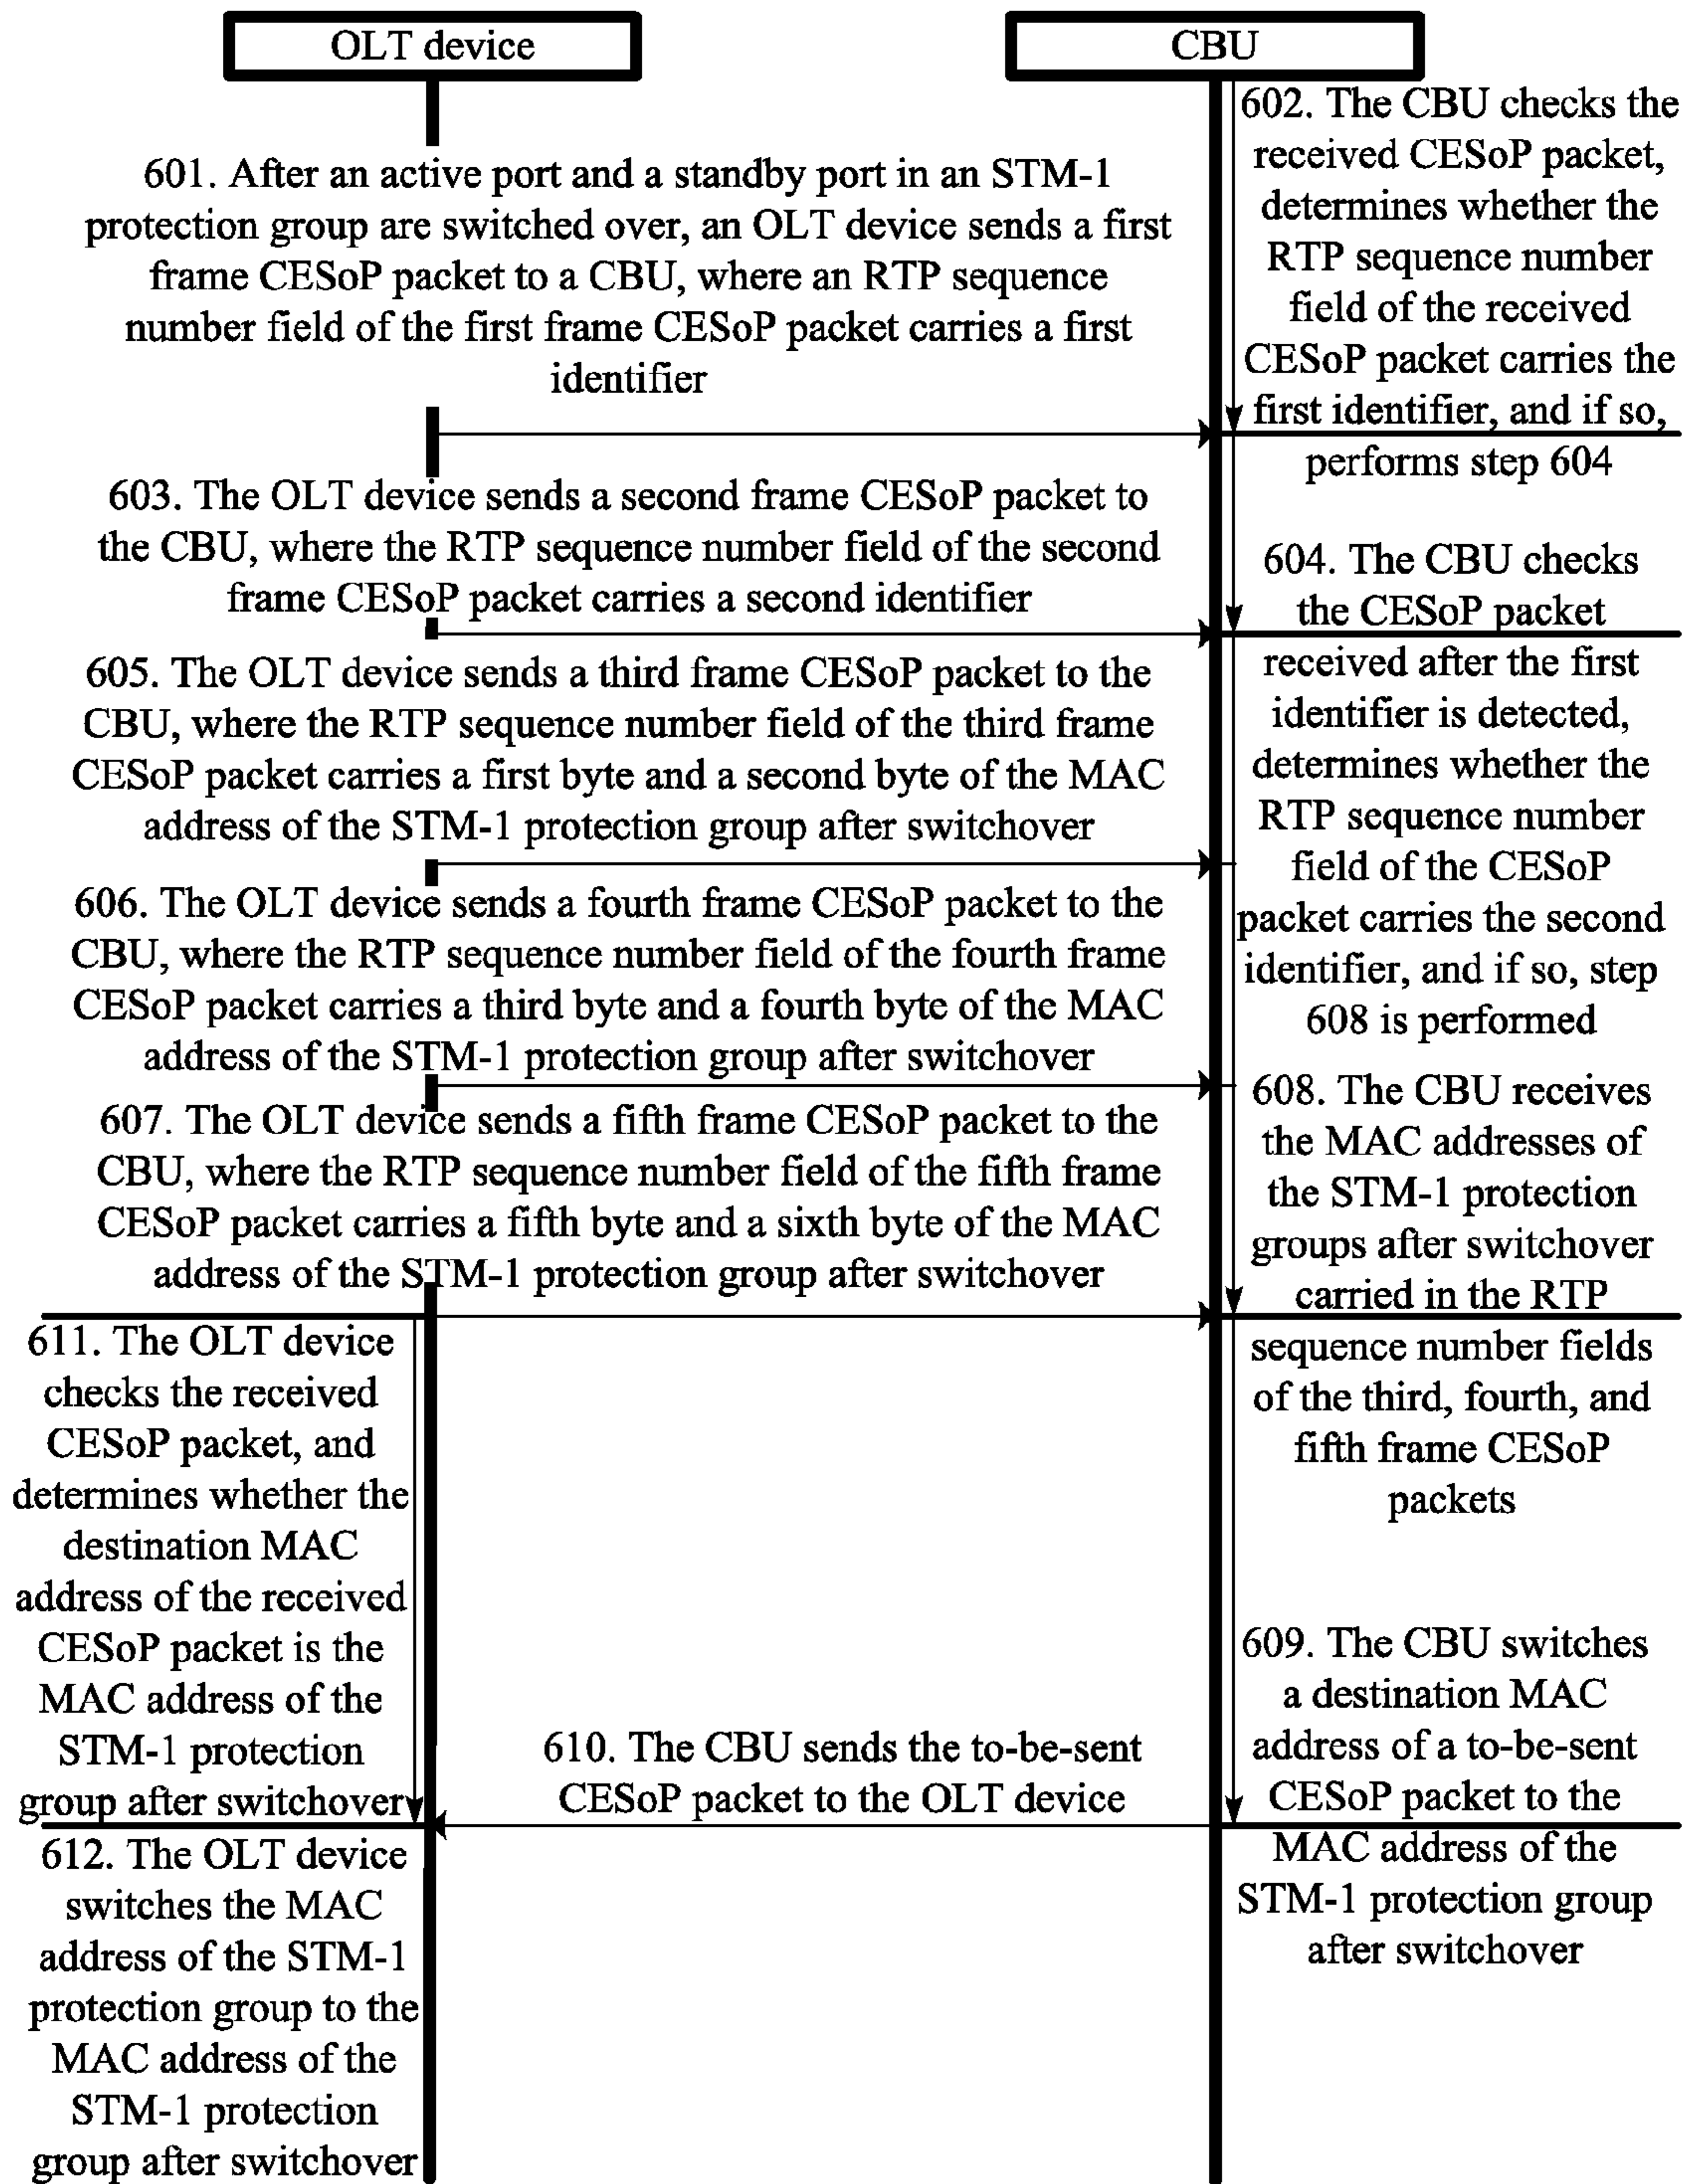 OLT device
CBU
601. After an active port and a standby port in an STM-1
protection group are switched over, an OLT device sends a first
frame CESoP packet to a CBU, where an RTP sequence
number field of the first frame CESoP packet carries a first
identifier
602. The CBU checks the
received CESoP packet,
determines whether the
RTP sequence number
field of the received
CESoP packet carries the
first identifier, and if so,
performs step 604
603. The OLT device sends a second frame CESoP packet to
the CBU, where the RTP sequence number field of the second
frame CESoP packet carries a second identifier
604. The CBU checks
the CESoP packet
received after the first
identifier is detected,
determines whether the
RTP sequence number
field of the CESoP
packet carries the second
identifier, and if so, step
608 is performed
605. The OLT device sends a third frame CESoP packet to the
CBU, where the RTP sequence number field of the third frame
CESoP packet carries a first byte and a second byte of the MAC
address of the STM-1 protection group after switchover
606. The OLT device sends a fourth frame CESoP packet to the
CBU, where the RTP sequence number field of the fourth frame
CESoP packet carries a third byte and a fourth byte of the MAC
address of the STM-1 protection group after switchover
607. The OLT device sends a fifth frame CESoP packet to the
CBU, where the RTP sequence number field of the fifth frame
CESoP packet carries a fifth byte and a sixth byte of the MAC
address of the STM-1 protection group after switchover
608. The CBU receives
the MAC addresses of
the STM-1 protection
groups after switchover
carried in the RTP
sequence number fields
of the third, fourth, and
fifth frame CESoP
packets
609. The CBU switches
a destination MAC
address of a to-be-sent
CESoP packet to the
MAC address of the
STM-1 protection group
after switchover
610. The CBU sends the to-be-sent
CESoP packet to the OLT device
611. The OLT device
checks the received
CESoP packet, and
determines whether the
destination MAC
address of the received
CESoP packet is the
MAC address of the
STM-1 protection
group after switchover
612. The OLT device
switches the MAC
address of the STM-1
protection group to the
MAC address of the
STM-1 protection
group after switchover